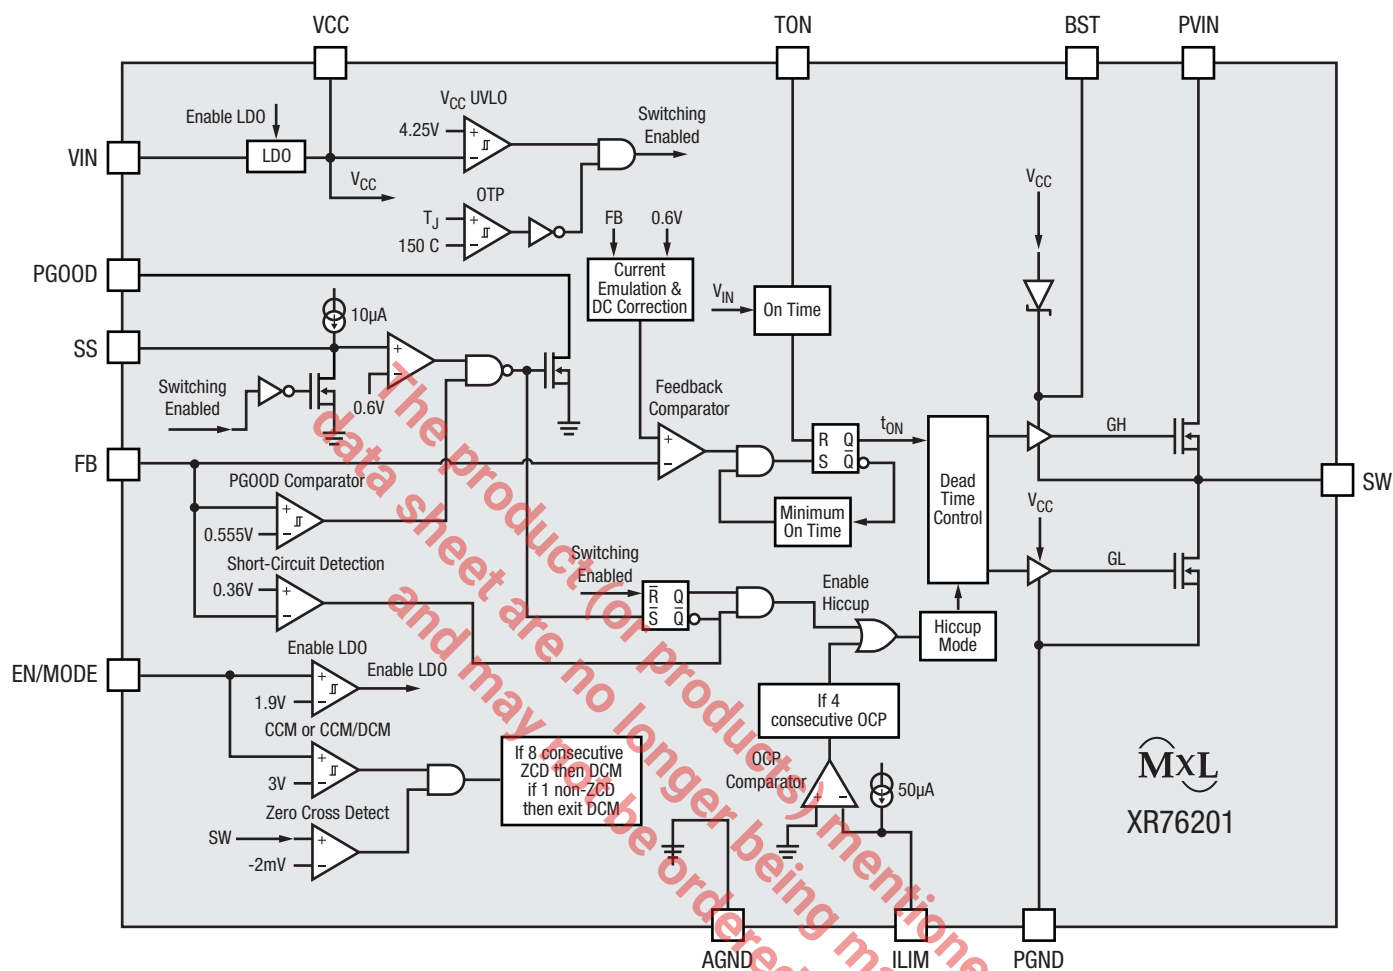 VCC
TON
BST
PVIN
VIN
Enable LDO
LDO
VCC
VCC UVLO
4.25V
Switching
Enabled
OTP
TJ
150 C
FB
0.6V
Current
Emulation &
DC Correction
VIN
On Time
VCC
PGOOD
10µA
SS
Switching
Enabled
0.6V
Feedback
Comparator
R Q
S Q̅
tON
Minimum
On Time
Dead
Time
Control
GH
SW
VCC
GL
FB
PGOOD Comparator
0.555V
Short-Circuit Detection
0.36V
Switching
Enabled
R̅ Q
S̅ Q̅
Enable
Hiccup
Hiccup
Mode
EN/MODE
Enable LDO
1.9V
Enable LDO
CCM or CCM/DCM
3V
Zero Cross Detect
SW
-2mV
If 8 consecutive
ZCD then DCM
if 1 non-ZCD
then exit DCM
If 4
consecutive OCP
OCP
Comparator
50µA
MxL
XR76201
AGND
ILIM
PGND
The product (or products) mentione
data sheet are no longer being ma
and may not be ordered